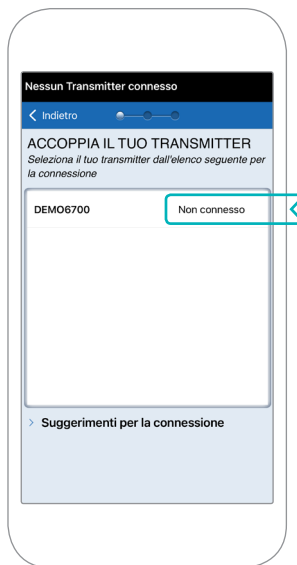 Nessun Transmitter connesso
Indietro
ACCOPPIA IL TUO TRANSMITTER
Seleziona il tuo transmitter dall'elenco seguente per
la connessione
DEMO6700 Non connesso
Suggerimenti per la connessione